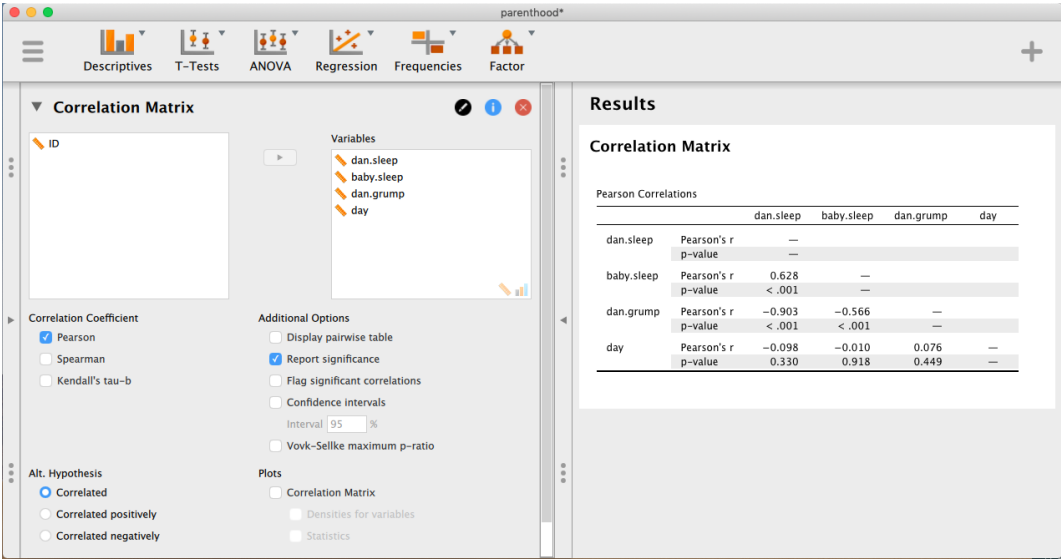 parenthood*
Descriptives T-Tests ANOVA Regression Frequencies Factor
Correlation Matrix
ID
Variables
dan.sleep
baby.sleep
dan.grump
day
Correlation Coefficient
Pearson
Spearman
Kendall's tau-b
Additional Options
Display pairwise table
Report significance
Flag significant correlations
Confidence intervals
Interval 95 %
Vovk-Sellke maximum p-ratio
Alt. Hypothesis
Correlated
Correlated positively
Correlated negatively
Plots
Correlation Matrix
Densities for variables
Statistics
Results
Correlation Matrix
Pearson Correlations
dan.sleep baby.sleep dan.grump day
dan.sleep Pearson's r —
p-value —
baby.sleep Pearson's r 0.628 —
p-value < .001 —
dan.grump Pearson's r −0.903 −0.566 —
p-value < .001 < .001 —
day Pearson's r −0.098 −0.010 0.076 —
p-value 0.330 0.918 0.449 —